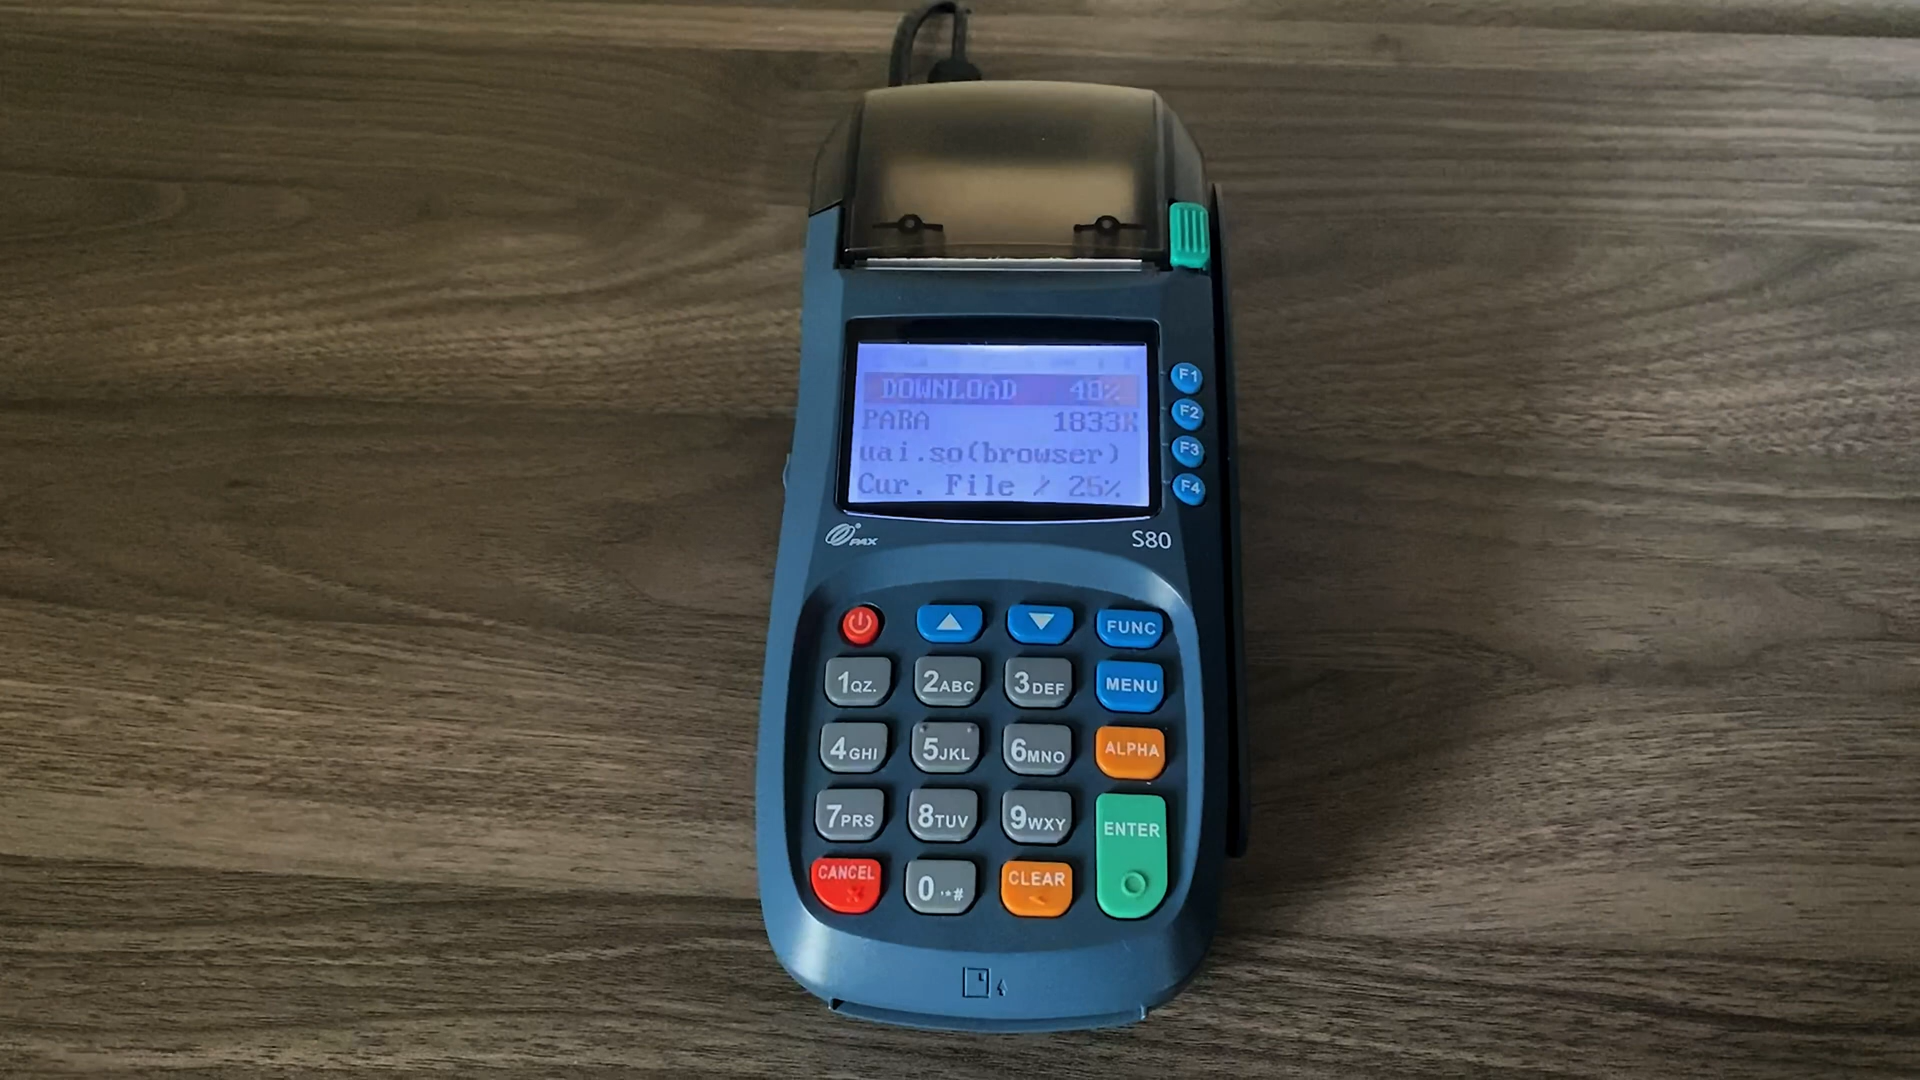 DOWNLOAD 40%
PARA 1833K
uai.so(browser)
Cur. File / 25%
F1
F2
F3
F4
PAX
S80
FUNC
1QZ. 2ABC 3DEF MENU
4GHI 5JKL 6MNO ALPHA
7PRS 8TUV 9WXY ENTER
CANCEL 0.*# CLEAR